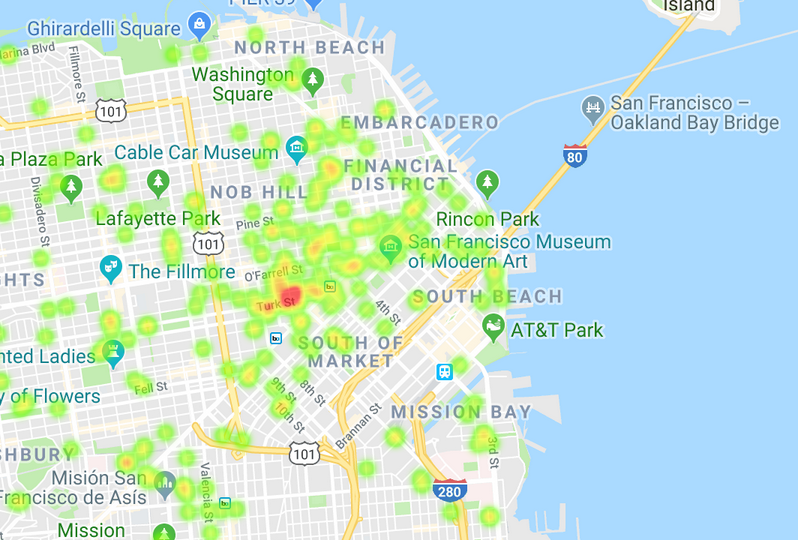 PIER 39
Island
Ghirardelli Square
NORTH BEACH
Marina Blvd
Fillmore St
Washington
Square
101
San Francisco –
Oakland Bay Bridge
EMBARCADERO
80
Cable Car Museum
a Plaza Park
FINANCIAL
DISTRICT
NOB HILL
Divisadero St
Lafayette Park
Rincon Park
Pine St
101
San Francisco Museum
of Modern Art
The Fillmore
O'Farrell St
GHTS
SOUTH BEACH
Turk St
4th St
AT&T Park
SOUTH OF
MARKET
nted Ladies
Fell St
9th St
8th St
10th St
y of Flowers
MISSION BAY
Brannan St
3rd St
SHBURY
101
Misión San
Francisco de Asís
Valencia St
280
Mission